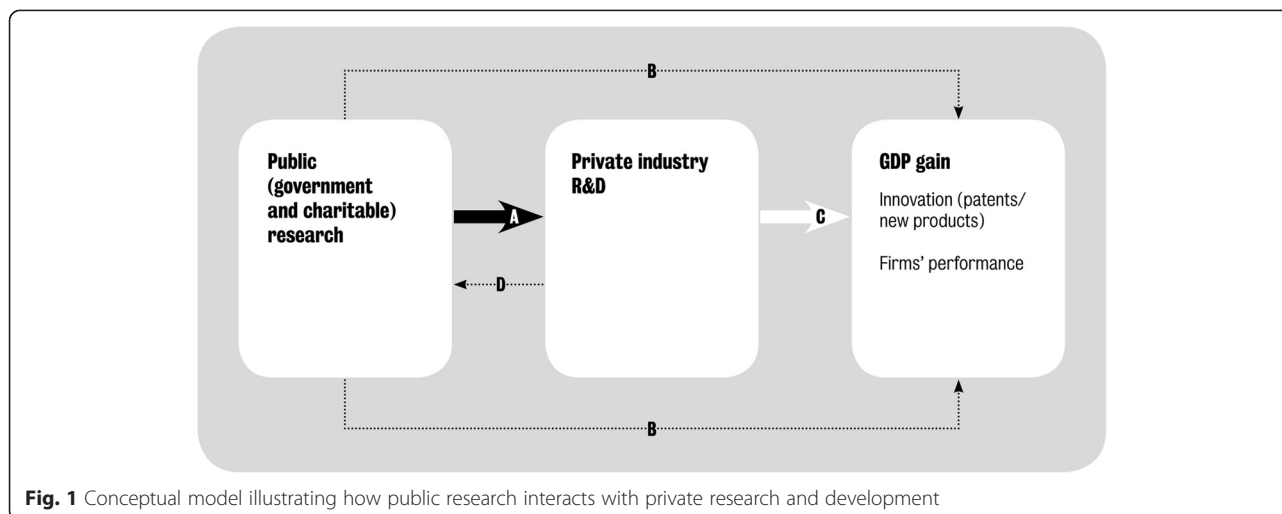 B
Public
(government
and charitable)
research
Private industry
R&D
GDP gain
Innovation (patents/
new products)
Firms' performance
A
C
D
B
Fig. 1 Conceptual model illustrating how public research interacts with private research and development